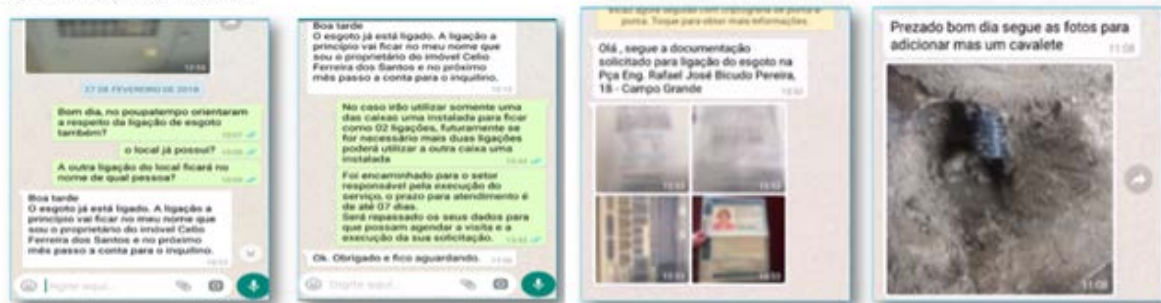 27 DE FEVEREIRO DE 2018
Bom dia, no poupatempo orientaram
a respeito da ligação de esgoto
também?
o local já possui?
A outra ligação do local ficará no
nome de qual pessoa?
Boa tarde
O esgoto já está ligado. A ligação a
princípio vai ficar no meu nome que
sou o proprietário do imóvel Celio
Ferreira dos Santos e no próximo
mês passo a conta para o inquilino.
Boa tarde
O esgoto já está ligado. A ligação a
princípio vai ficar no meu nome que
sou o proprietário do imóvel Celio
Ferreira dos Santos e no próximo
mês passo a conta para o inquilino.
No caso irão utilizar somente uma
das caixas uma instalada para ficar
como 02 ligações, futuramente se
for necessário mais duas ligações
poderá utilizar a outra caixa uma
instalada
Foi encaminhado para o setor
responsável pela execução do
serviço, o prazo para atendimento é
de até 07 dias.
Será repassado os seus dados para
que possam agendar a visita e a
execução da sua solicitação.
Ok. Obrigado e fico aguardando.
porta. Toque para obter mais informações.
Olá , segue a documentação
solicitado para ligação do esgoto na
Pça Eng. Rafael José Bicudo Pereira,
18 - Campo Grande
Prezado bom dia segue as fotos para
adicionar mas um cavalete
11:08
11:08